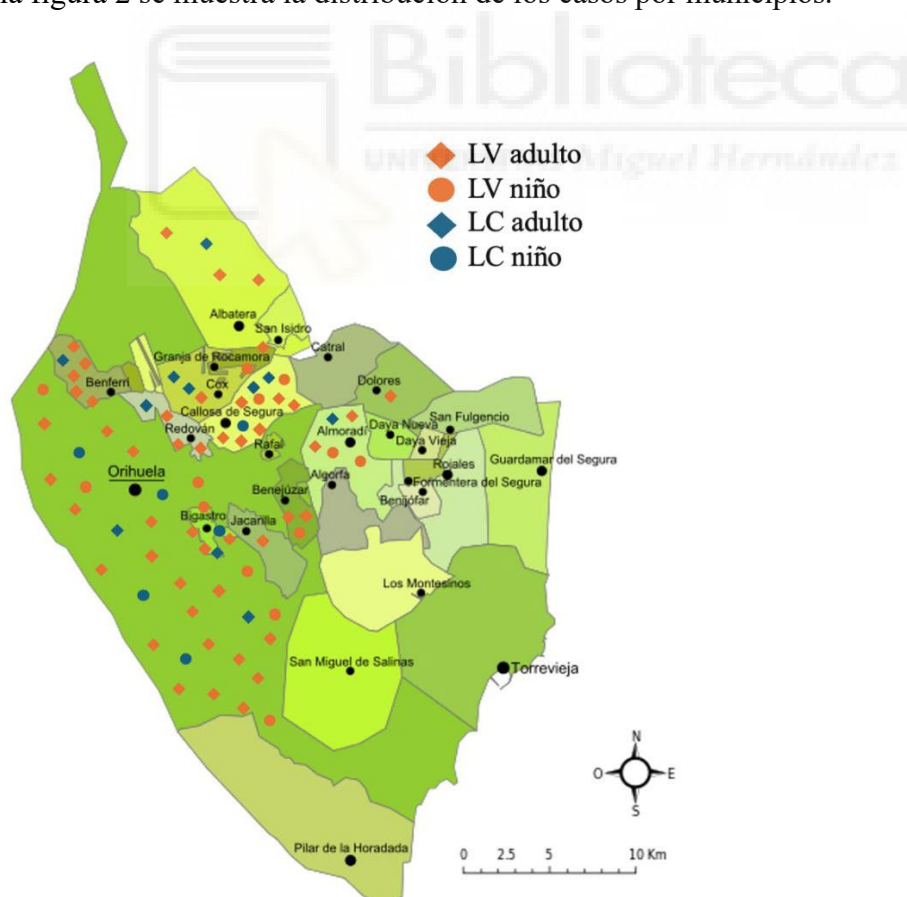 la figura 2 se muestra la distribución de los casos por municipios.
Biblioteca
UNIVERSITAS Miguel Hernández
LV adulto
LV niño
LC adulto
LC niño
Albatera
San Isidro
Granja de Rocamora
Catral
Benferri
Cox
Dolores
Callosa de Segura
Redován
Rafal
Almoradí
Daya Nueva
San Fulgencio
Daya Vieja
Orihuela
Algorfa
Rojales
Guardamar del Segura
Formentera del Segura
Benejúzar
Benijófar
Bigastro
Jacarilla
Los Montesinos
San Miguel de Salinas
Torrevieja
N
O
E
S
Pilar de la Horadada
0 2.5 5 10 Km